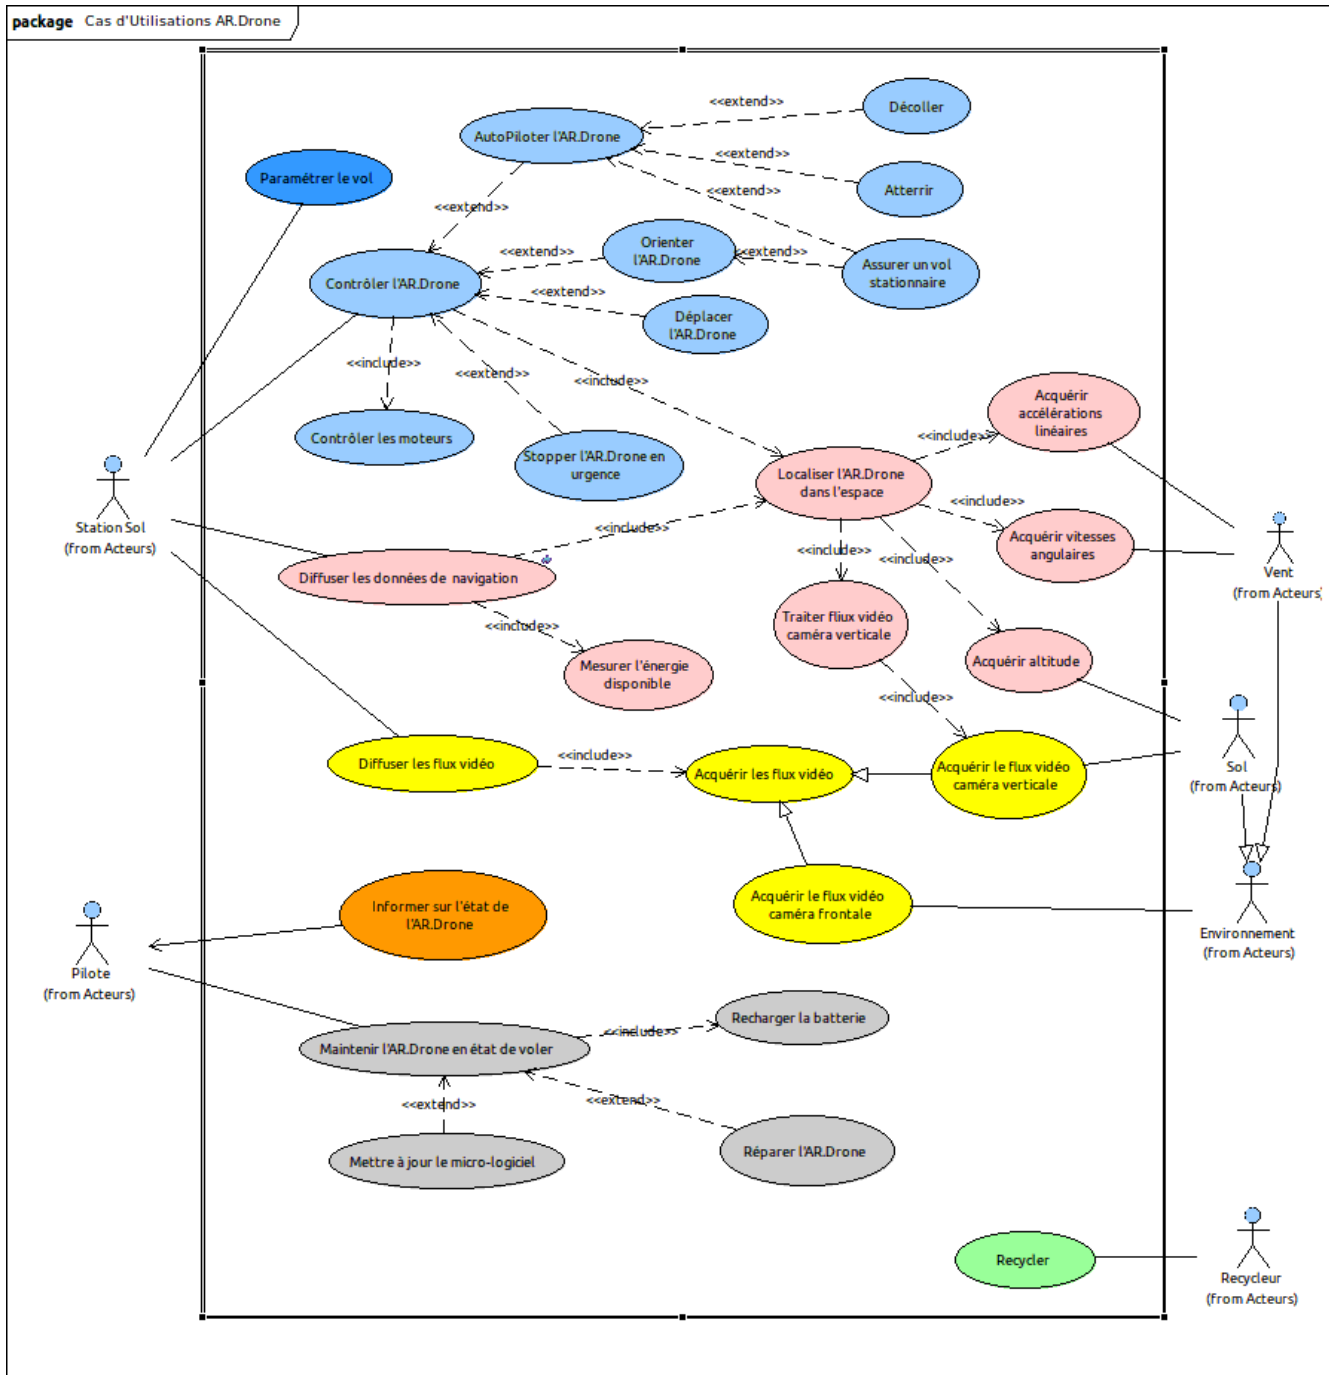 package Cas d'Utilisations AR.Drone
<<extend>>
Décoller
AutoPiloter l'AR.Drone
<<extend>>
Paramétrer le vol
Atterrir
<<extend>>
<<extend>>
Orienter
l'AR.Drone
<<extend>>
<<extend>>
Assurer un vol
stationnaire
Contrôler l'AR.Drone
<<extend>>
Déplacer
l'AR.Drone
<<include>>
<<extend>>
<<include>>
Acquérir
accélérations
linéaires
Contrôler les moteurs
<<include>>
Stopper l'AR.Drone en
urgence
Localiser l'AR.Drone
dans l'espace
<<include>>
Station Sol
(from Acteurs)
<<include>>
Acquérir vitesses
angulaires
<<include>>
<<include>>
Vent
(from Acteurs)
Diffuser les données de navigation
<<include>>
Traiter fliux vidéo
caméra verticale
Mesurer l'énergie
disponible
Acquérir altitude
<<include>>
Diffuser les flux vidéo
<<include>>
Acquérir les flux vidéo
Acquérir le flux vidéo
caméra verticale
Sol
(from Acteurs)
Informer sur l'état de
l'AR.Drone
Acquérir le flux vidéo
caméra frontale
Environnement
(from Acteurs)
Pilote
(from Acteurs)
Recharger la batterie
<<include>>
Maintenir l'AR.Drone en état de voler
<<extend>>
<<extend>>
Mettre à jour le micro-logiciel
Réparer l'AR.Drone
Recycler
Recycleur
(from Acteurs)